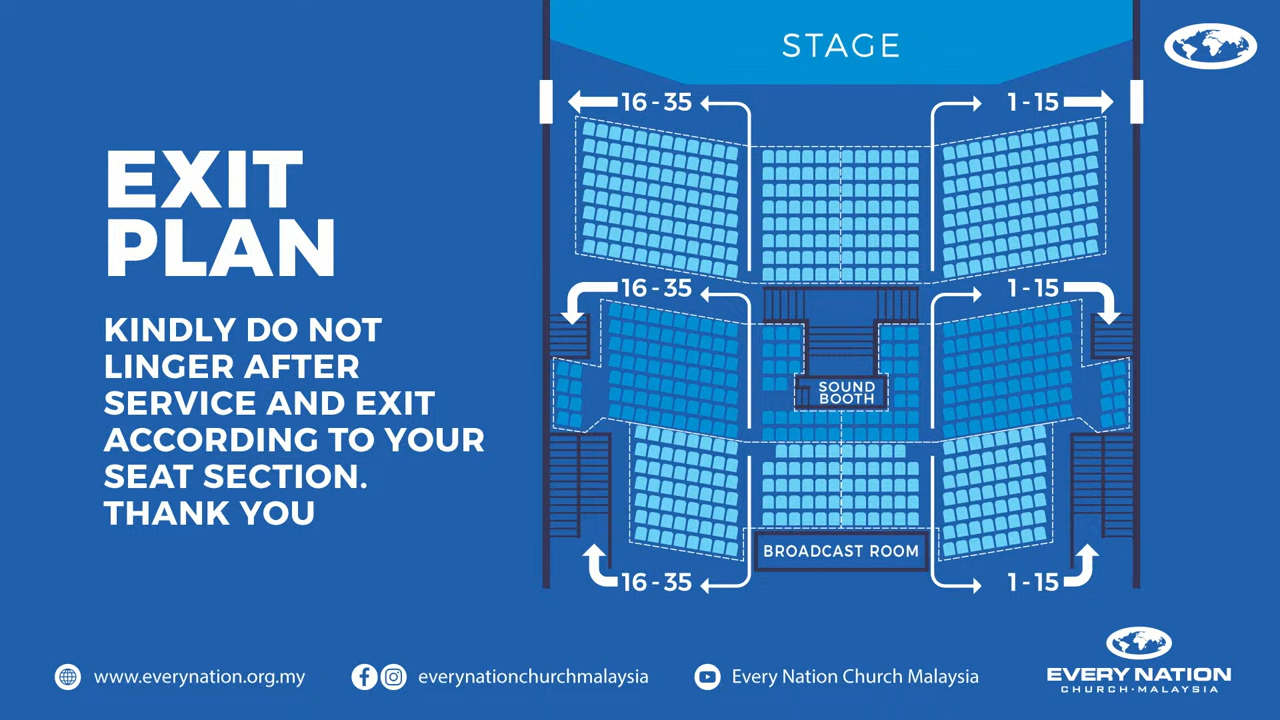 STAGE
16 - 35
1 - 15
EXIT
PLAN
16 - 35
1 - 15
KINDLY DO NOT
LINGER AFTER
SERVICE AND EXIT
ACCORDING TO YOUR
SEAT SECTION.
THANK YOU
SOUND
BOOTH
BROADCAST ROOM
16 - 35
1 - 15
www.everynation.org.my
everynationchurchmalaysia
Every Nation Church Malaysia
EVERY NATION
CHURCH • MALAYSIA